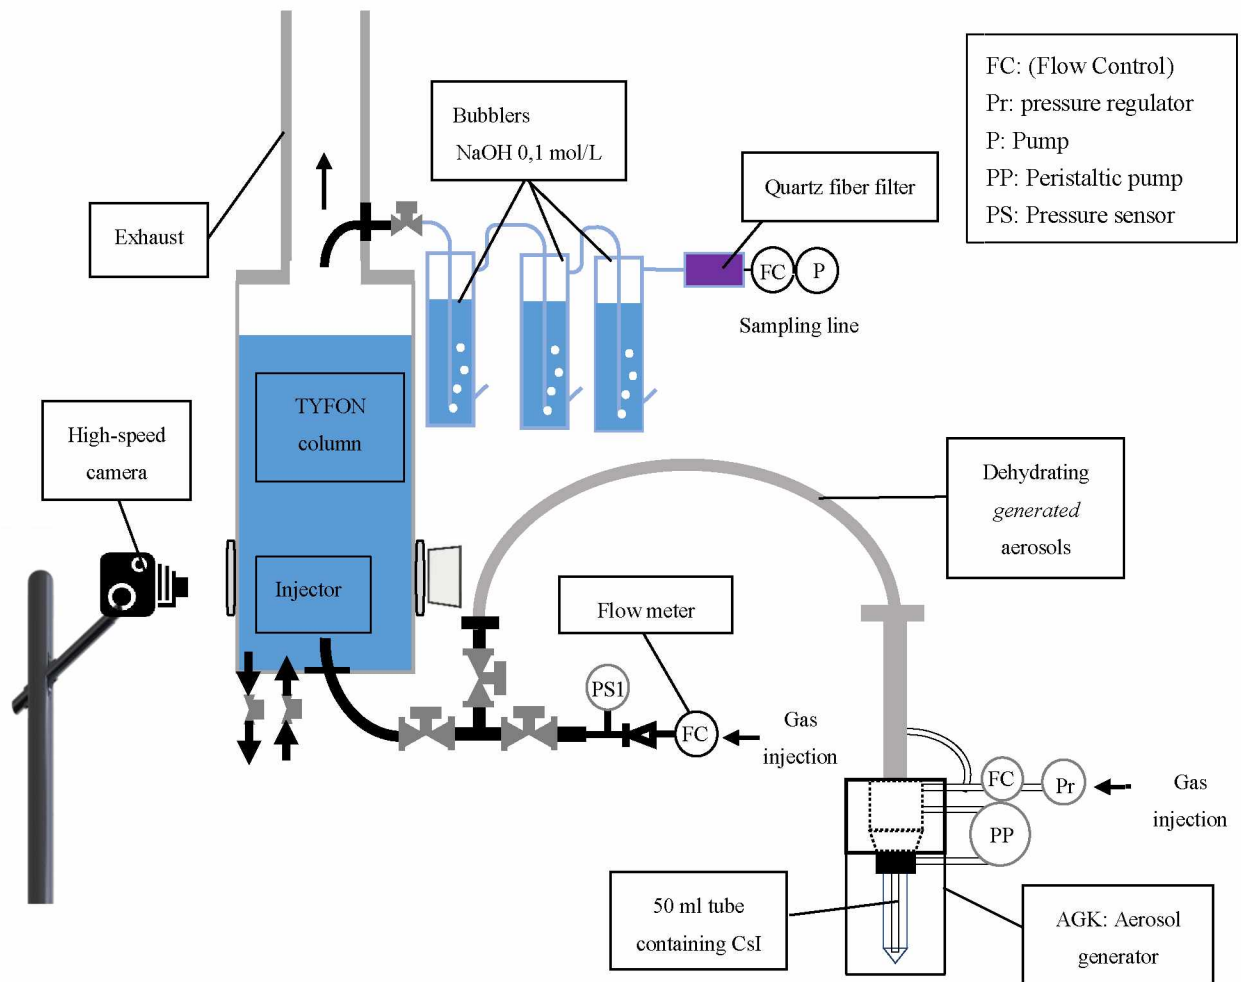 FC: (Flow Control)
Pr: pressure regulator
P: Pump
PP: Peristaltic pump
PS: Pressure sensor
Bubblers
NaOH 0,1 mol/L
Quartz fiber filter
Exhaust
FC
P
Sampling line
TYFON
column
High-speed
camera
Dehydrating
generated
aerosols
Injector
Flow meter
PS1
FC
Gas
injection
FC
Pr
Gas
injection
PP
50 ml tube
containing CsI
AGK: Aerosol
generator